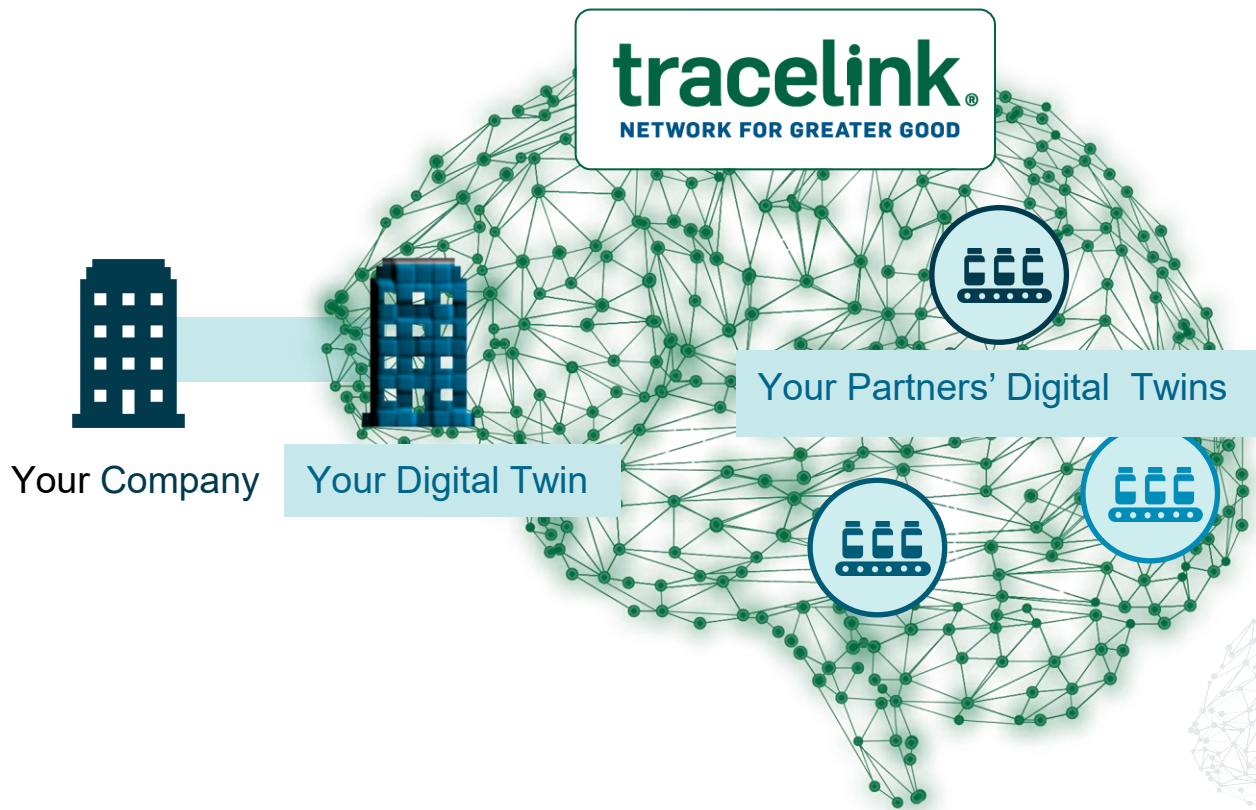 tracelink®
NETWORK FOR GREATER GOOD
Your Partners’ Digital Twins
Your Company
Your Digital Twin